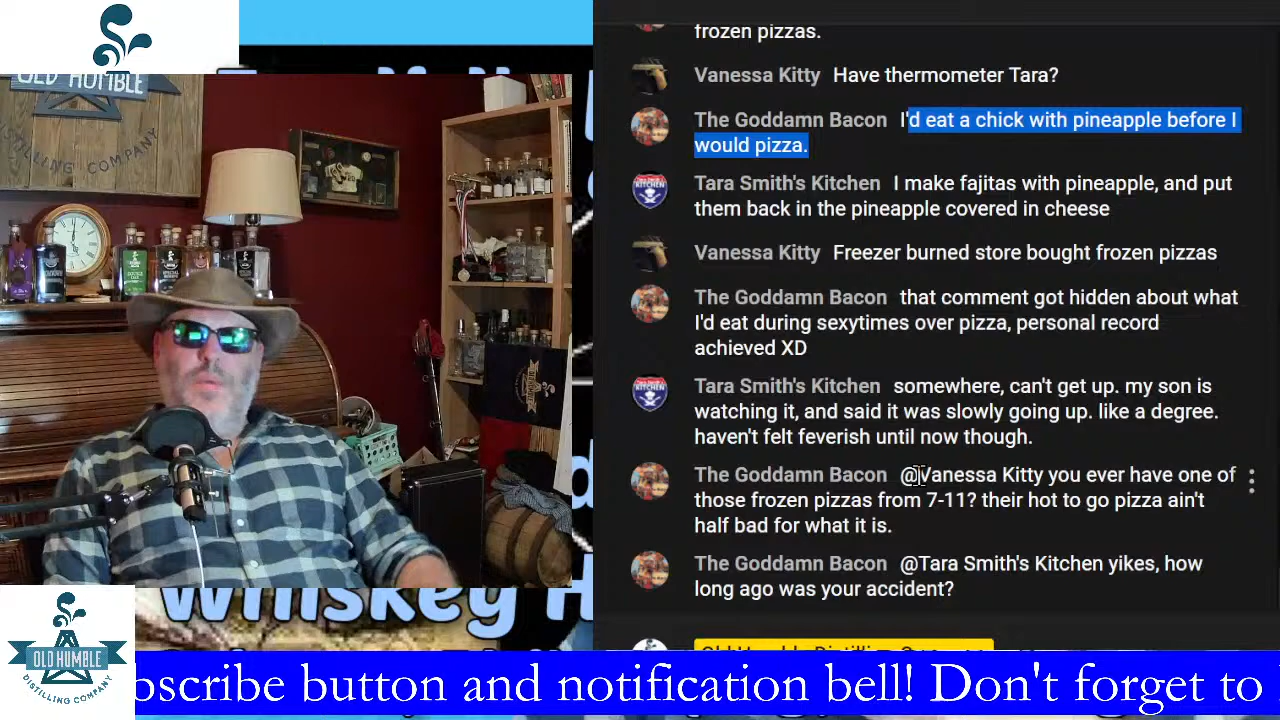 OLD HUMBLE
DISTILLING COMPANY
frozen pizzas.
Vanessa Kitty Have thermometer Tara?
The Goddamn Bacon I'd eat a chick with pineapple before I
would pizza.
Tara Smith's Kitchen I make fajitas with pineapple, and put
them back in the pineapple covered in cheese
Vanessa Kitty Freezer burned store bought frozen pizzas
The Goddamn Bacon that comment got hidden about what
I'd eat during sexytimes over pizza, personal record
achieved XD
Tara Smith's Kitchen somewhere, can't get up. my son is
watching it, and said it was slowly going up. like a degree.
haven't felt feverish until now though.
The Goddamn Bacon @Vanessa Kitty you ever have one of
those frozen pizzas from 7-11? their hot to go pizza ain't
half bad for what it is.
The Goddamn Bacon @Tara Smith's Kitchen yikes, how
long ago was your accident?
Whiskey H
OLD HUMBLE
DISTILLING COMPANY
bscribe button and notification bell! Don't forget to